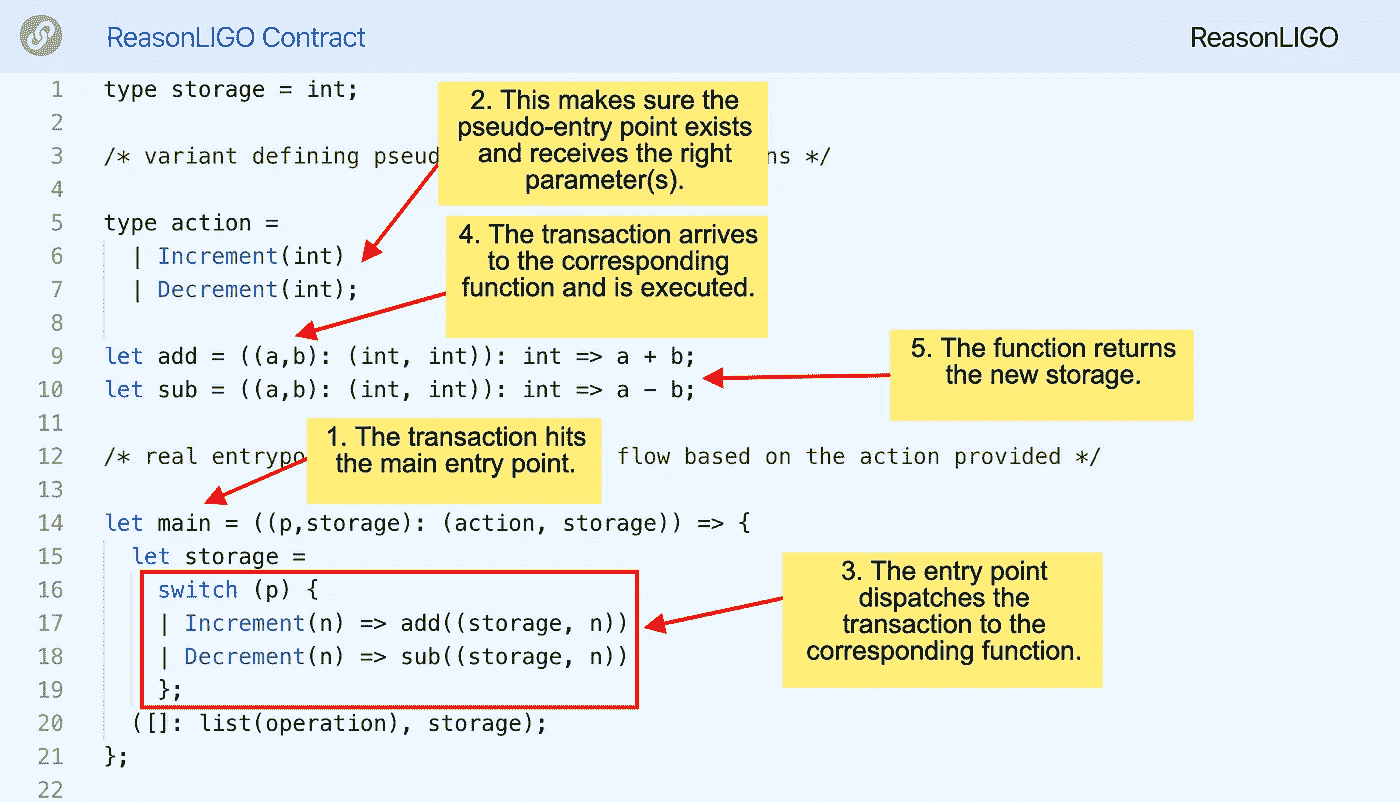 ReasonLIGO Contract
ReasonLIGO
1 type storage = int;
2
3 /* variant defining pseud ns */
4
5 type action =
6 | Increment(int)
7 | Decrement(int);
8
9 let add = ((a,b): (int, int)): int => a + b;
10 let sub = ((a,b): (int, int)): int => a - b;
11
12 /* real entrypo flow based on the action provided */
13
14 let main = ((p,storage): (action, storage)) => {
15 let storage =
16 switch (p) {
17 | Increment(n) => add((storage, n))
18 | Decrement(n) => sub((storage, n))
19 };
20 ([]: list(operation), storage);
21 };
22
2. This makes sure the
pseudo-entry point exists
and receives the right
parameter(s).
4. The transaction arrives
to the corresponding
function and is executed.
5. The function returns
the new storage.
1. The transaction hits
the main entry point.
3. The entry point
dispatches the
transaction to the
corresponding function.